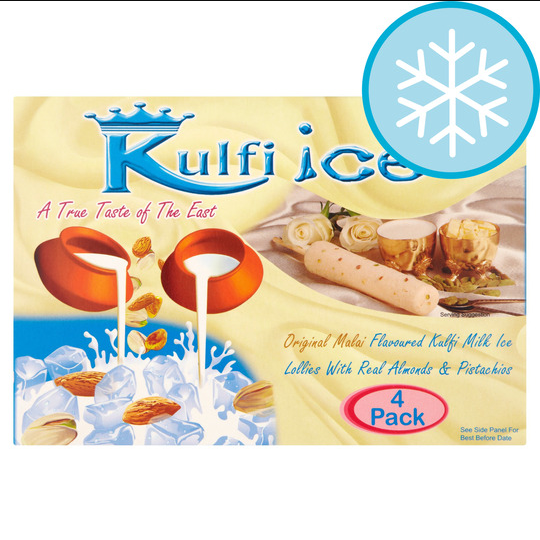 Kulfi ice
A True Taste of The East
Serving Suggestion
Original Malai Flavoured Kulfi Milk Ice
Lollies With Real Almonds & Pistachios
4
Pack
See Side Panel For
Best Before Date